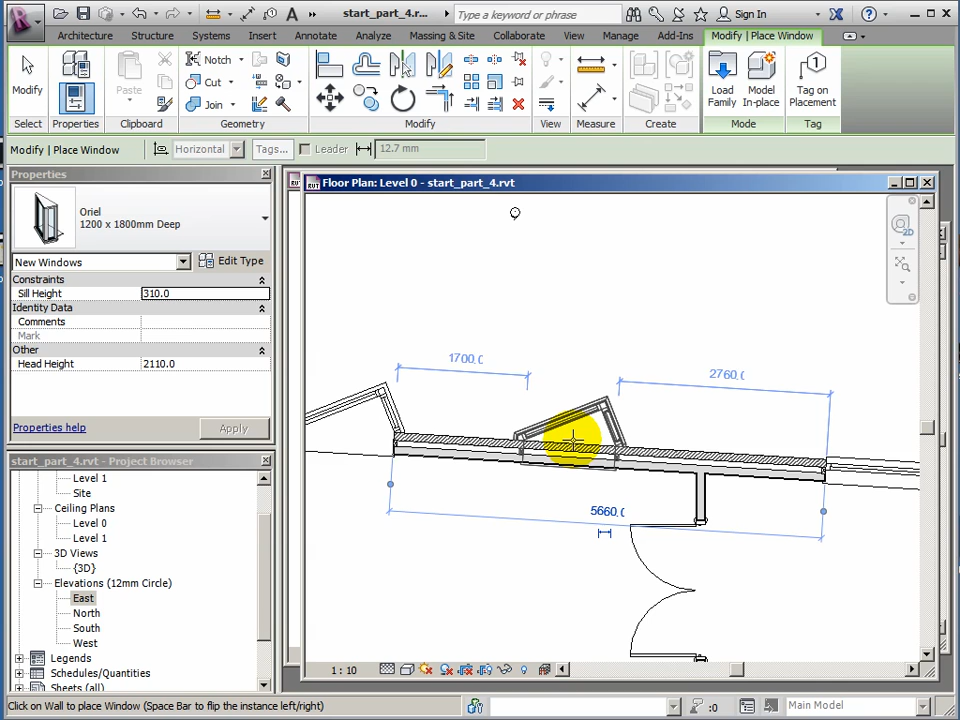 start_part_4.r...
Type a keyword or phrase
Sign In
Architecture Structure Systems Insert Annotate Analyze Massing & Site Collaborate View Manage Add-Ins Modify | Place Window
Modify
Paste
Notch
Cut
Join
Load Family
Model In-place
Tag on Placement
Select Properties Clipboard Geometry Modify View Measure Create Mode Tag
Modify | Place Window
Horizontal
Tags...
Leader
12.7 mm
Properties
Oriel
1200 x 1800mm Deep
New Windows
Edit Type
Constraints
Sill Height 310.0
Identity Data
Comments
Mark
Other
Head Height 2110.0
Properties help
Apply
start_part_4.rvt - Project Browser
Level 1
Site
Ceiling Plans
Level 0
Level 1
3D Views
{3D}
Elevations (12mm Circle)
East
North
South
West
Legends
Schedules/Quantities
Sheets (all)
Floor Plan: Level 0 - start_part_4.rvt
2D
1700.0
2760.0
5660.0
1 : 10
Click on Wall to place Window (Space Bar to flip the instance left/right)
:0
Main Model